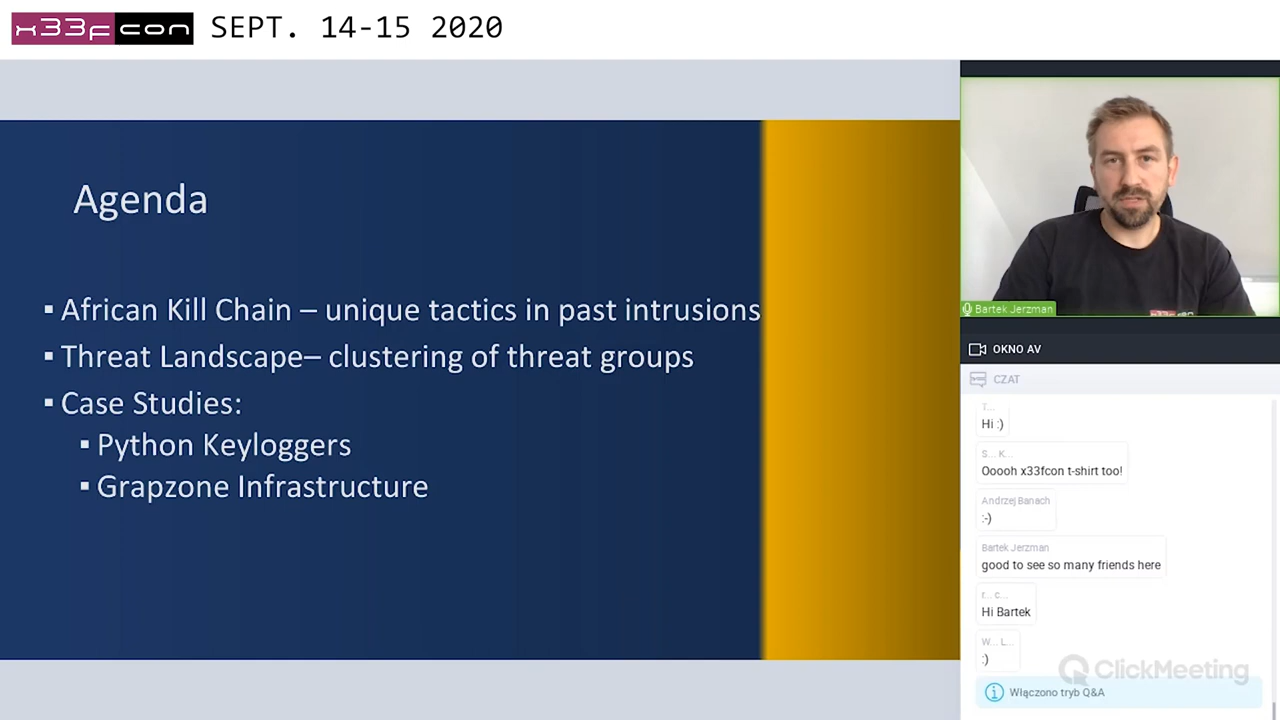 x33fcon SEPT. 14-15 2020
Agenda
▪ African Kill Chain – unique tactics in past intrusions
▪ Threat Landscape– clustering of threat groups
▪ Case Studies:
▪ Python Keyloggers
▪ Grapzone Infrastructure
Bartek Jerzman
OKNO AV
CZAT
T...
Hi :)
S... K...
Ooooh x33fcon t-shirt too!
Andrzej Banach
:-)
Bartek Jerzman
good to see so many friends here
r... c...
Hi Bartek
W... L...
:)
ClickMeeting
Włączono tryb Q&A